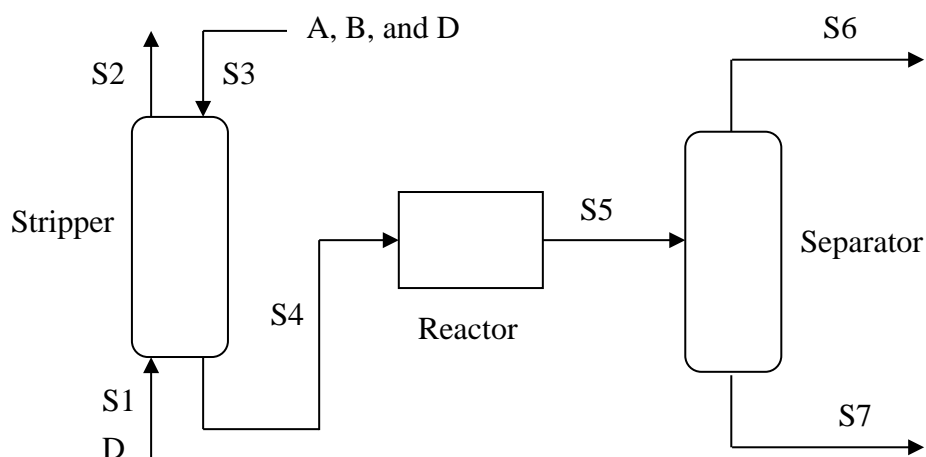 A, B, and D
S6
S2
S3
S5
Stripper
Separator
S4
Reactor
S1
S7
D